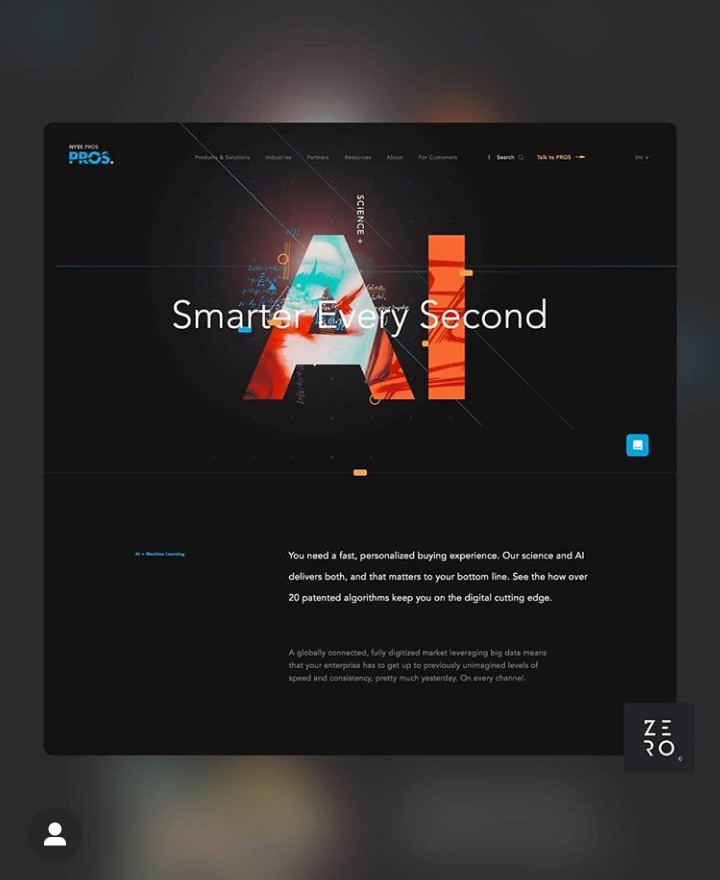 NYSE PROS
PROS.
Products & Solutions Industries Partners Resources About For Customers Search Talk to PROS EN
SCIENCE +
AI
Smarter Every Second
AI + Machine Learning
You need a fast, personalized buying experience. Our science and AI
delivers both, and that matters to your bottom line. See the how over
20 patented algorithms keep you on the digital cutting edge.
A globally connected, fully digitized market leveraging big data means
that your enterprise has to get up to previously unimagined levels of
speed and consistency, pretty much yesterday. On every channel.
ZE
RO
©